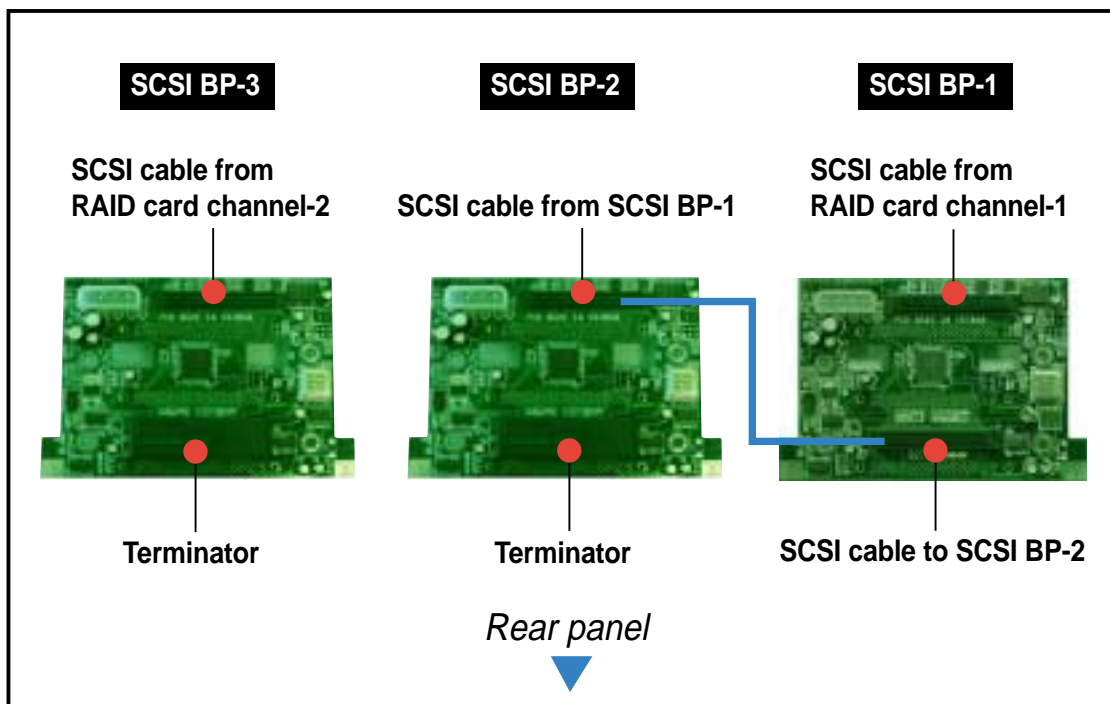 SCSI BP-3
SCSI BP-2
SCSI BP-1
SCSI cable from
RAID card channel-2
SCSI cable from SCSI BP-1
SCSI cable from
RAID card channel-1
Terminator
Terminator
SCSI cable to SCSI BP-2
Rear panel